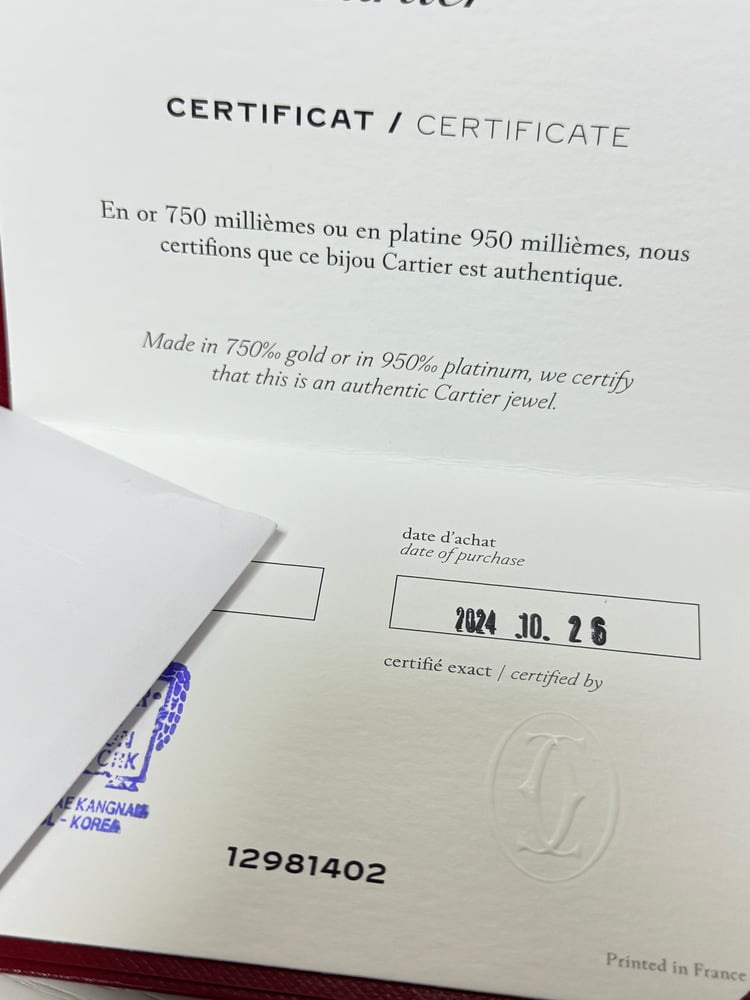 CERTIFICAT / CERTIFICATE
En or 750 millièmes ou en platine 950 millièmes, nous
certifions que ce bijou Cartier est authentique.
Made in 750‰ gold or in 950‰ platinum, we certify
that this is an authentic Cartier jewel.
date d'achat
date of purchase
2024 .10. 26
certifié exact / certified by
CRK
KANGNAM
- KOREA
12981402
Printed in France